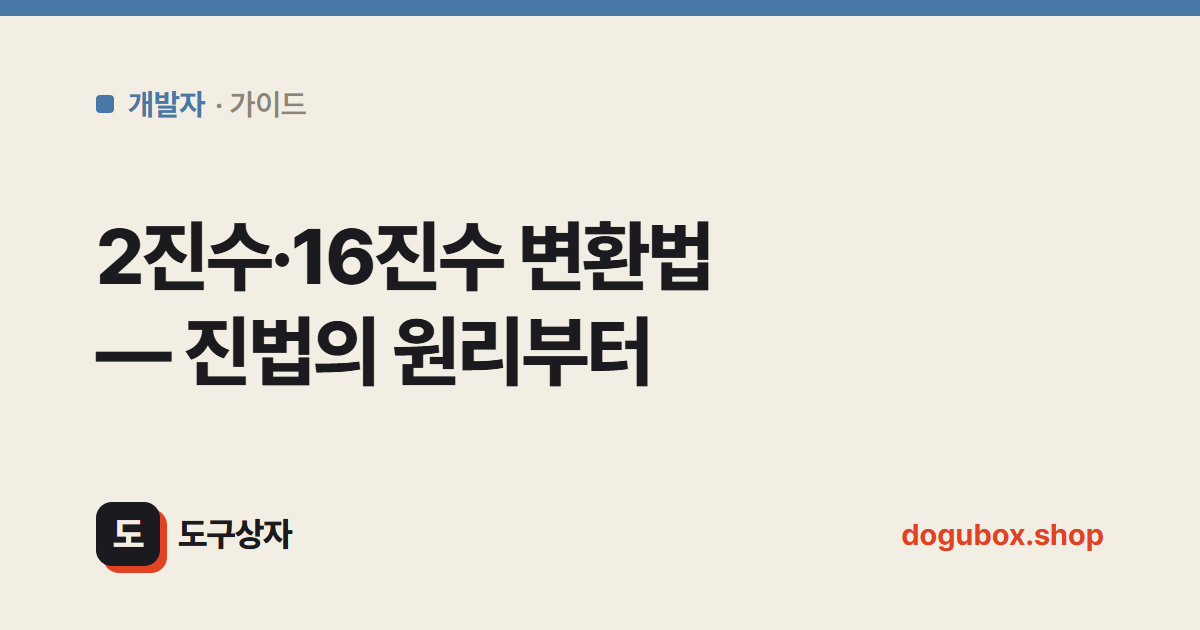 개발자 · 가이드
2진수·16진수 변환법
— 진법의 원리부터
도 도구상자
dogubox.shop